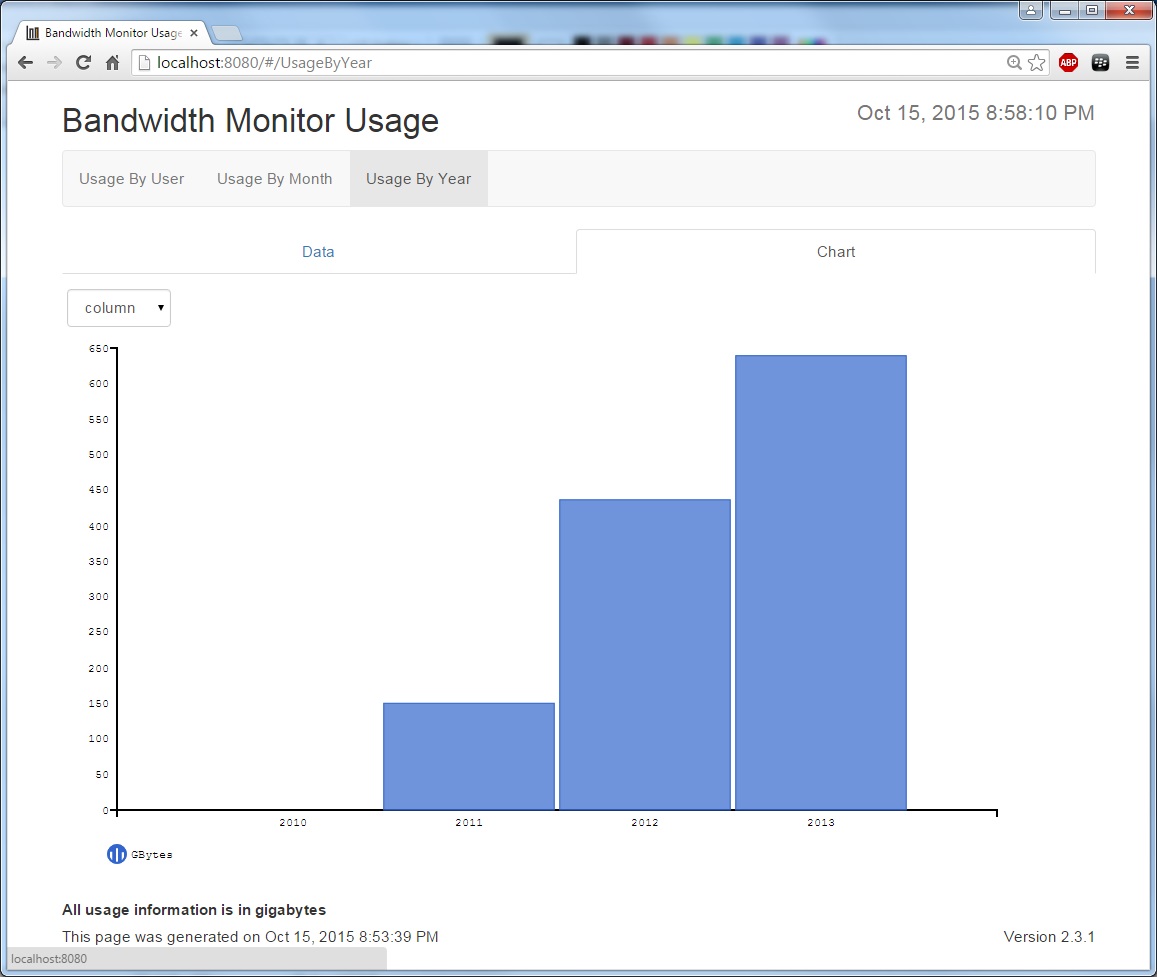 Bandwidth Monitor Usage
localhost:8080/#/UsageByYear
ABP
Bandwidth Monitor Usage
Oct 15, 2015 8:58:10 PM
Usage By User
Usage By Month
Usage By Year
Data
Chart
column
650
600
550
500
450
400
350
300
250
200
150
100
50
0
2010 2011 2012 2013
GBytes
All usage information is in gigabytes
This page was generated on Oct 15, 2015 8:53:39 PM
Version 2.3.1
localhost:8080